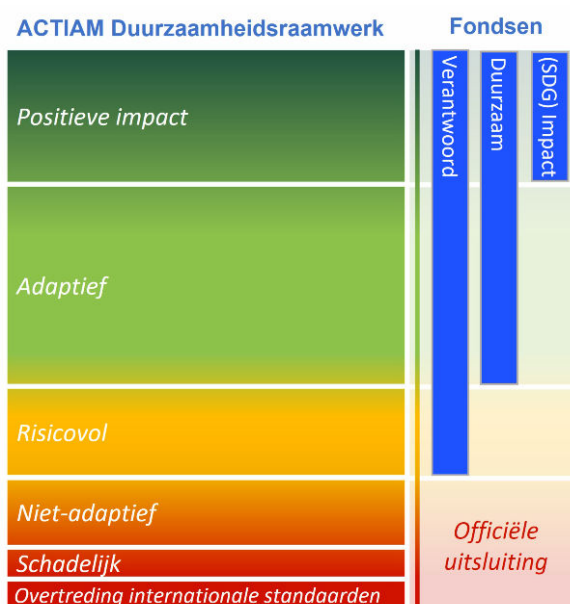 ACTIAM Duurzaamheidsraamwerk
Fondsen
Positieve impact
Adaptief
Risicovol
Niet-adaptief
Schadelijk
Overtreding internationale standaarden
Verantwoord
Duurzaam
(SDG) Impact
Officiële
uitsluiting